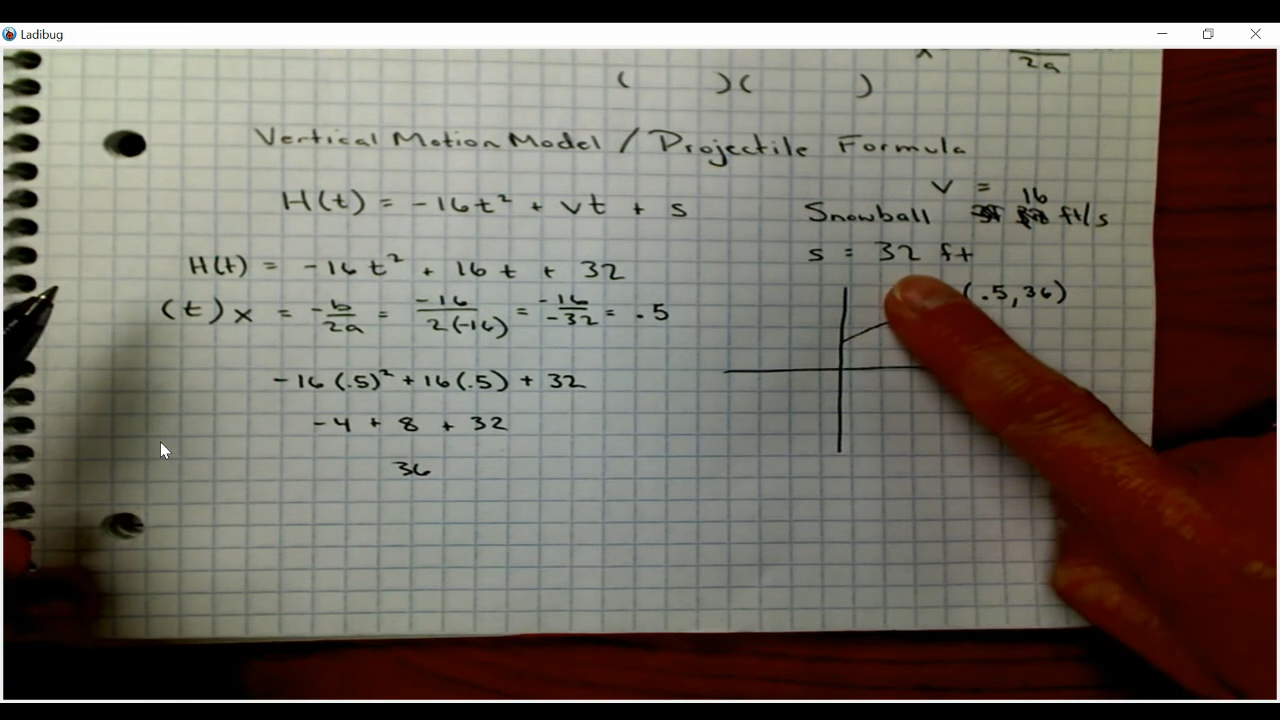 Ladibug
x
2a
( )( )
Vertical Motion Model / Projectile Formula
H(t) = -16t² + vt + s
v = 16
Snowball ft/s
s = 32 ft
H(t) = -16t² + 16t + 32
(.5, 36)
(t) x = -b/2a = -16/2(-16) = -16/-32 = .5
-16(.5)² + 16(.5) + 32
-4 + 8 + 32
36